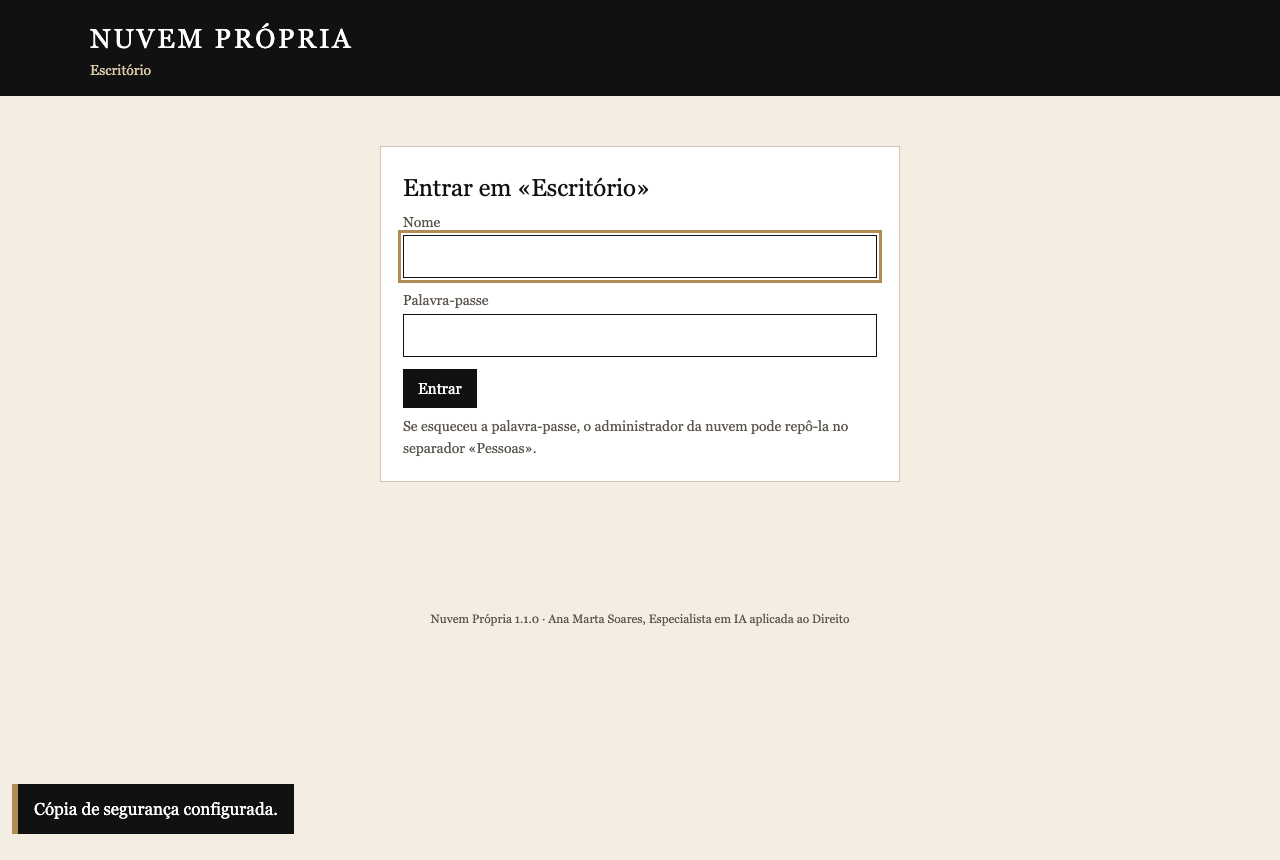 NUVEM PRÓPRIA
Escritório
Entrar em «Escritório»
Nome
Palavra-passe
Entrar
Se esqueceu a palavra-passe, o administrador da nuvem pode repô-la no
separador «Pessoas».
Nuvem Própria 1.1.0 · Ana Marta Soares, Especialista em IA aplicada ao Direito
Cópia de segurança configurada.